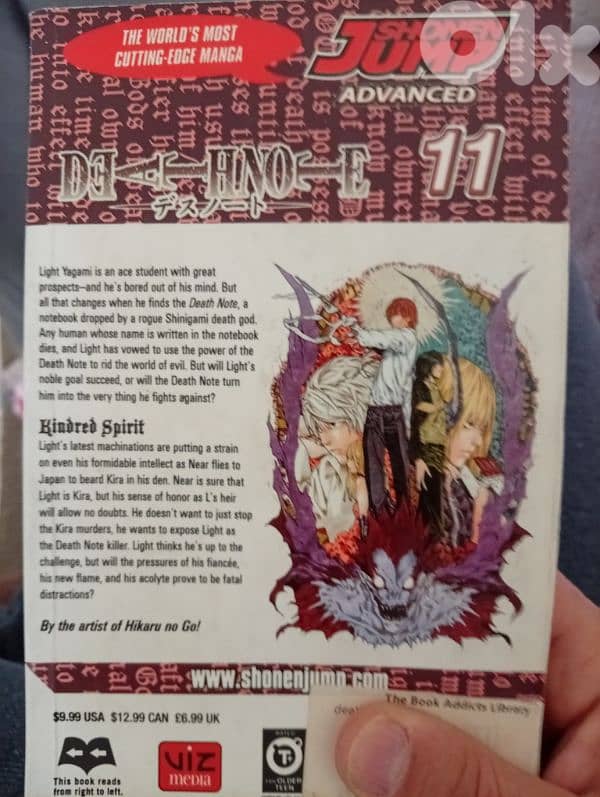 THE WORLD'S MOST
CUTTING-EDGE MANGA
SHONEN
JUMP
ADVANCED
olx
DEATH NOTE
デスノート
11
Light Yagami is an ace student with great
prospects—and he's bored out of his mind. But
all that changes when he finds the Death Note, a
notebook dropped by a rogue Shinigami death god.
Any human whose name is written in the notebook
dies, and Light has vowed to use the power of the
Death Note to rid the world of evil. But will Light's
noble goal succeed, or will the Death Note turn
him into the very thing he fights against?
Kindred Spirit
Light's latest machinations are putting a strain
on even his formidable intellect as Near flies to
Japan to beard Kira in his den. Near is sure that
Light is Kira, but his sense of honor as L's heir
will allow no doubts. He doesn't want to just stop
the Kira murders, he wants to expose Light as
the Death Note killer. Light thinks he's up to the
challenge, but will the pressures of his fiancée,
his new flame, and his acolyte prove to be fatal
distractions?
By the artist of Hikaru no Go!
www.shonenjump.com
$9.99 USA $12.99 CAN £6.99 UK
The Book Addicts Library
This book reads
from right to left.
VIZ
media
RATED
T+
FOR OLDER
TEEN